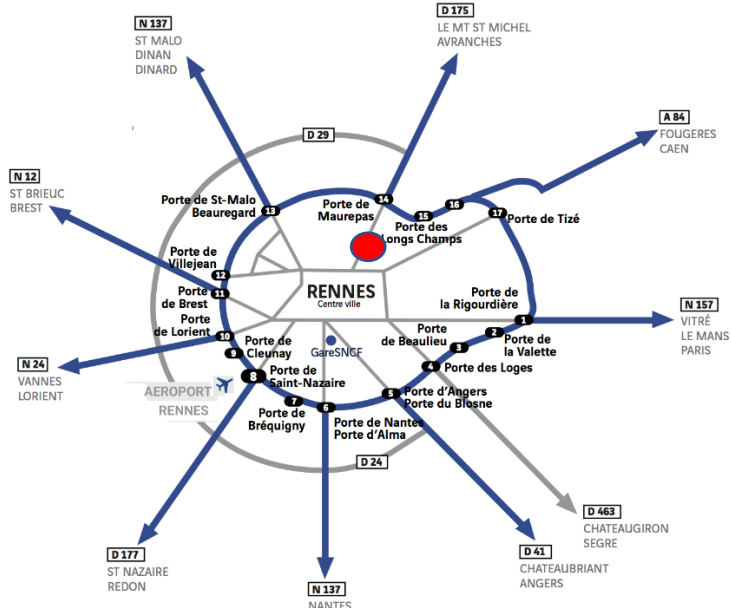 D 175
LE MT ST MICHEL
AVRANCHES
N 137
ST MALO
DINAN
DINARD
A 84
FOUGERES
CAEN
D 29
N 12
ST BRIEUC
BREST
Porte de St-Malo
Beauregard
13
Porte de
Maurepas
14
15
16
17
Porte de Tizé
Porte des
Longs Champs
Porte de
Villejean
12
11
Porte
de Brest
RENNES
Centre ville
Porte de
la Rigourdière
1
N 157
VITRÉ
LE MANS
PARIS
Porte
de Lorient
10
9
Porte de
Cleunay
GareSNCF
Porte
de Beaulieu
3
2
Porte de
la Valette
N 24
VANNES
LORIENT
AEROPORT
RENNES
8
Porte de
Saint-Nazaire
4
Porte des Loges
7
Porte de
Bréquigny
6
Porte de Nantes
Porte d'Alma
5
Porte d'Angers
Porte du Blosne
D 24
D 463
CHATEAUGIRON
SEGRE
D 177
ST NAZAIRE
REDON
D 41
CHATEAUBRIANT
ANGERS
N 137
NANTES